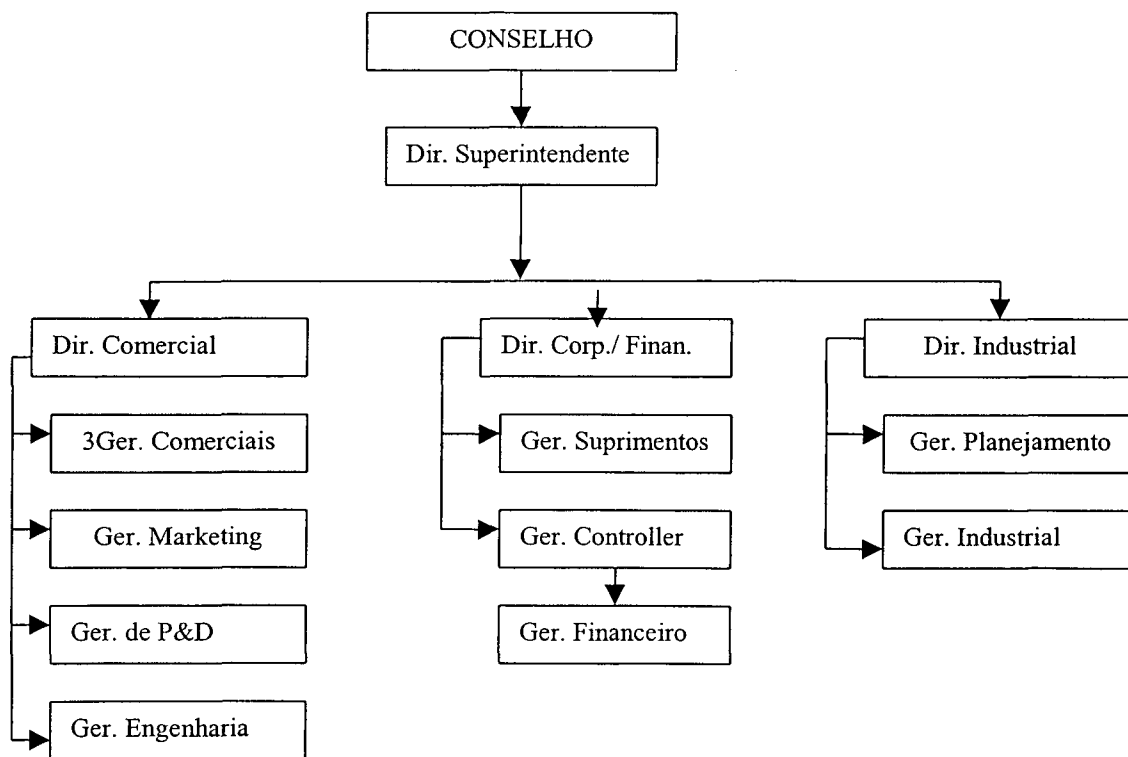 CONSELHO
Dir. Superintendente
Dir. Comercial
Dir. Corp./ Finan.
Dir. Industrial
3Ger. Comerciais
Ger. Suprimentos
Ger. Planejamento
Ger. Marketing
Ger. Controller
Ger. Industrial
Ger. de P&D
Ger. Financeiro
Ger. Engenharia